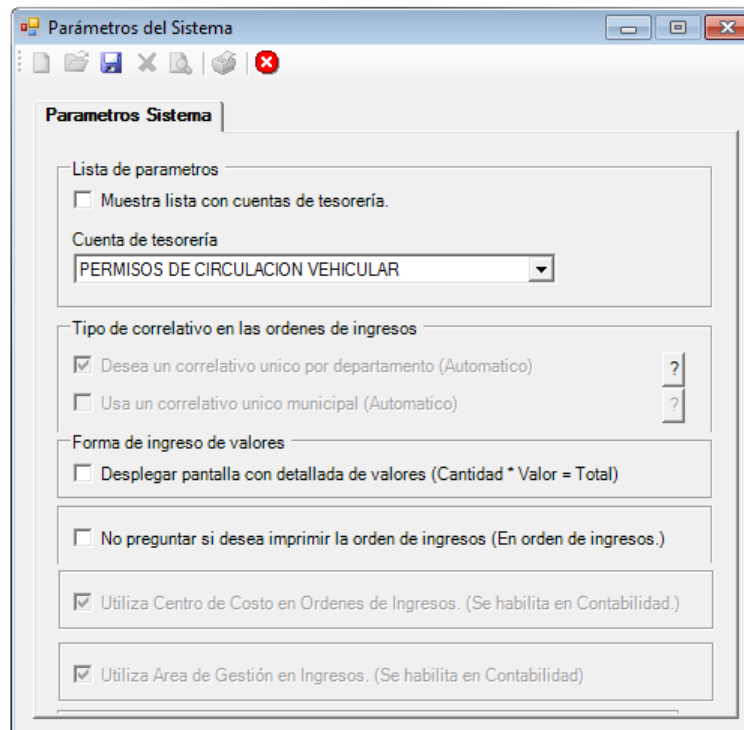 Parámetros del Sistema
Parametros Sistema
Lista de parametros
Muestra lista con cuentas de tesorería.
Cuenta de tesorería
PERMISOS DE CIRCULACION VEHICULAR
Tipo de correlativo en las ordenes de ingresos
Desea un correlativo unico por departamento (Automatico)
?
Usa un correlativo unico municipal (Automatico)
?
Forma de ingreso de valores
Desplegar pantalla con detallada de valores (Cantidad * Valor = Total)
No preguntar si desea imprimir la orden de ingresos (En orden de ingresos.)
Utiliza Centro de Costo en Ordenes de Ingresos. (Se habilita en Contabilidad.)
Utiliza Area de Gestión en Ingresos. (Se habilita en Contabilidad)